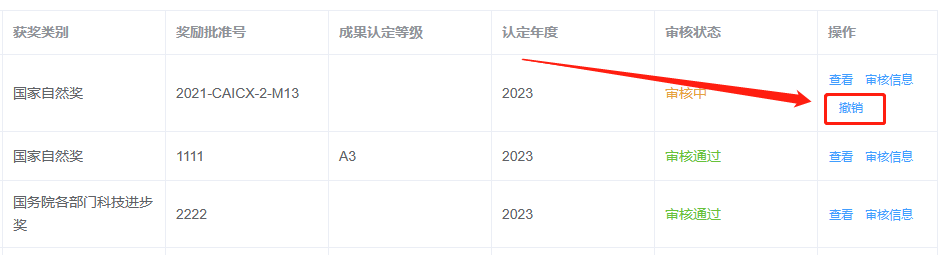 获奖类别 奖励批准号 成果认定等级 认定年度 审核状态 操作
国家自然奖 2021-CAICX-2-M13 2023 审核中 查看 审核信息
撤销
国家自然奖 1111 A3 2023 审核通过 查看 审核信息
国务院各部门科技进步
奖 2222 2023 审核通过 查看 审核信息